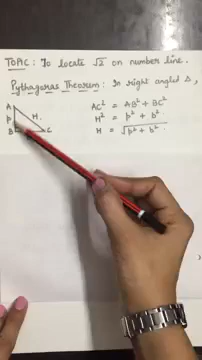 TOPIC: To locate √2 on number line.
Pythagoras Theorem: In right angled Δ,
A
AC² = AB² + BC²
P
H.
H² = p² + b²
B
C
H = √p² + b².